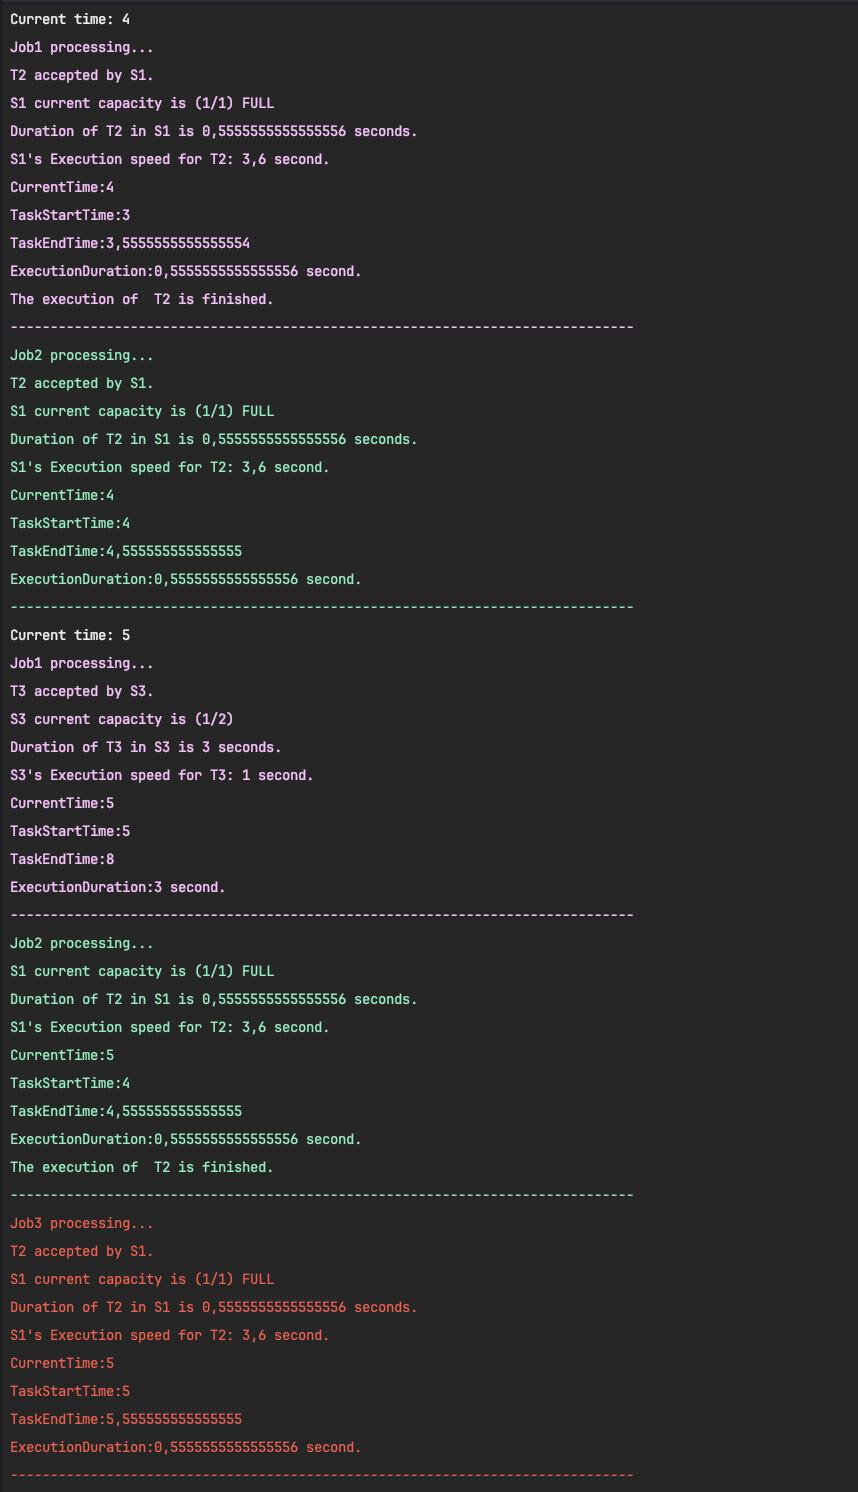 Current time: 4
Job1 processing...
T2 accepted by S1.
S1 current capacity is (1/1) FULL
Duration of T2 in S1 is 0,5555555555555556 seconds.
S1's Execution speed for T2: 3,6 second.
CurrentTime:4
TaskStartTime:3
TaskEndTime:3,5555555555555554
ExecutionDuration:0,5555555555555556 second.
The execution of  T2 is finished.
------------------------------------------------------------------------------
Job2 processing...
T2 accepted by S1.
S1 current capacity is (1/1) FULL
Duration of T2 in S1 is 0,5555555555555556 seconds.
S1's Execution speed for T2: 3,6 second.
CurrentTime:4
TaskStartTime:4
TaskEndTime:4,555555555555555
ExecutionDuration:0,5555555555555556 second.
------------------------------------------------------------------------------
Current time: 5
Job1 processing...
T3 accepted by S3.
S3 current capacity is (1/2)
Duration of T3 in S3 is 3 seconds.
S3's Execution speed for T3: 1 second.
CurrentTime:5
TaskStartTime:5
TaskEndTime:8
ExecutionDuration:3 second.
------------------------------------------------------------------------------
Job2 processing...
S1 current capacity is (1/1) FULL
Duration of T2 in S1 is 0,5555555555555556 seconds.
S1's Execution speed for T2: 3,6 second.
CurrentTime:5
TaskStartTime:4
TaskEndTime:4,555555555555555
ExecutionDuration:0,5555555555555556 second.
The execution of  T2 is finished.
------------------------------------------------------------------------------
Job3 processing...
T2 accepted by S1.
S1 current capacity is (1/1) FULL
Duration of T2 in S1 is 0,5555555555555556 seconds.
S1's Execution speed for T2: 3,6 second.
CurrentTime:5
TaskStartTime:5
TaskEndTime:5,555555555555555
ExecutionDuration:0,5555555555555556 second.
------------------------------------------------------------------------------